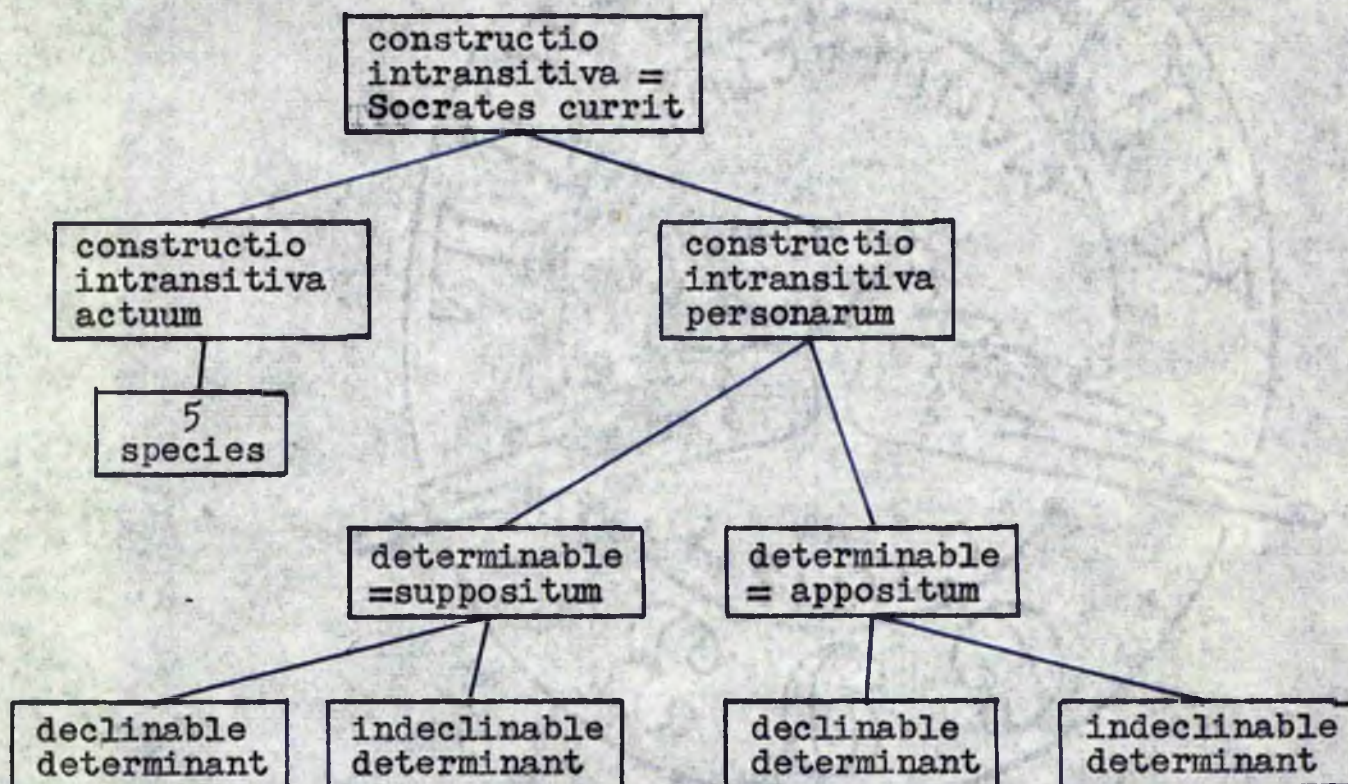 constructio
intransitiva =
Socrates currit
constructio
intransitiva
actuum
constructio
intransitiva
personarum
5
species
determinable
=suppositum
determinable
= appositum
declinable
determinant
indeclinable
determinant
declinable
determinant
indeclinable
determinant